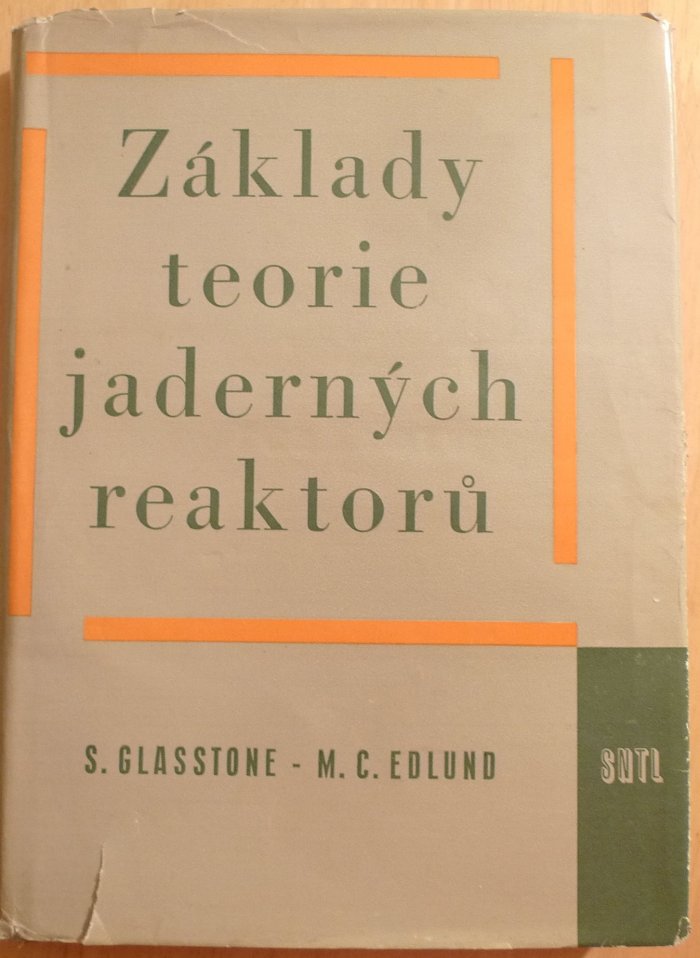 Základy
teorie
jaderných
reaktorů
S. GLASSTONE - M. C. EDLUND
SNTL